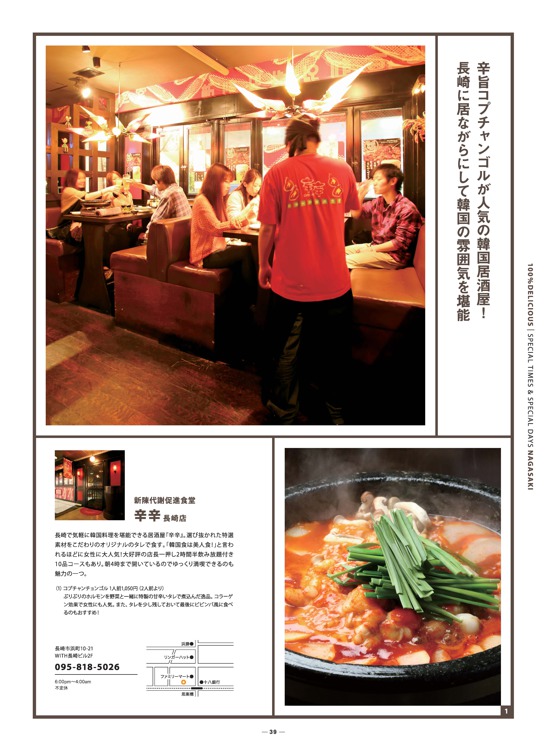 辛旨コプチャンゴルが人気の韓国居酒屋！
長崎に居ながらにして韓国の雰囲気を堪能
100%DELICIOUS | SPECIAL TIMES & SPECIAL DAYS NAGASAKI
新陳代謝促進食堂
辛辛 長崎店
長崎で気軽に韓国料理を堪能できる居酒屋『辛辛』。選び抜かれた特選
素材をこだわりのオリジナルのタレで食す。「韓国食は美人食！」と言わ
れるほどに女性に大人気！大好評の店長一押し2時間半飲み放題付き
10品コースもあり。朝4時まで開いているのでゆっくり満喫できるのも
魅力の一つ。
(1) コプチャンチョンゴル 1人前1,050円（2人前より）
ぷりぷりのホルモンを野菜と一緒に特製の甘辛いタレで煮込んだ逸品。コラーゲ
ン効果で女性にも人気。また、タレを少し残しておいて最後にビビンバ風に食べ
るのもおすすめ！
長崎市浜町10-21
WITH長崎ビル2F
095-818-5026
6:00pm〜4:00am
不定休
浜勝
リンガーハット
ファミリーマート
十八銀行
思案橋
1
― 39 ―